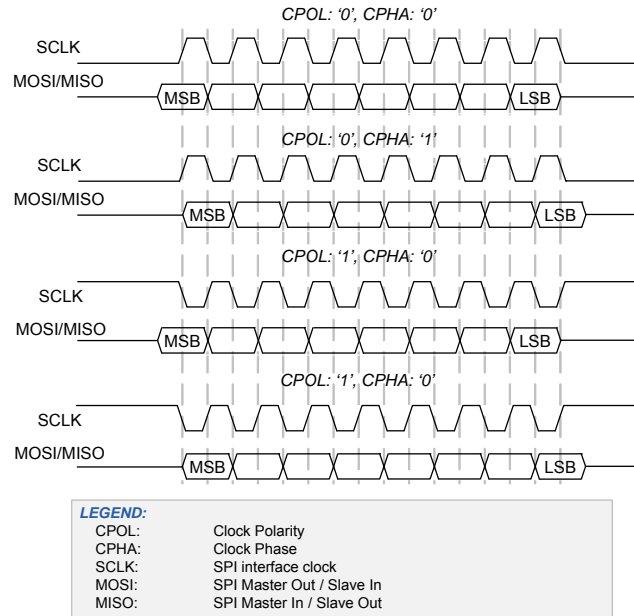 CPOL: ‘0’, CPHA: ‘0’
SCLK
MOSI/MISO
MSB LSB
CPOL: ‘0’, CPHA: ‘1’
SCLK
MOSI/MISO
MSB LSB
CPOL: ‘1’, CPHA: ‘0’
SCLK
MOSI/MISO
MSB LSB
CPOL: ‘1’, CPHA: ‘0’
SCLK
MOSI/MISO
MSB LSB
LEGEND:
CPOL: Clock Polarity
CPHA: Clock Phase
SCLK: SPI interface clock
MOSI: SPI Master Out / Slave In
MISO: SPI Master In / Slave Out